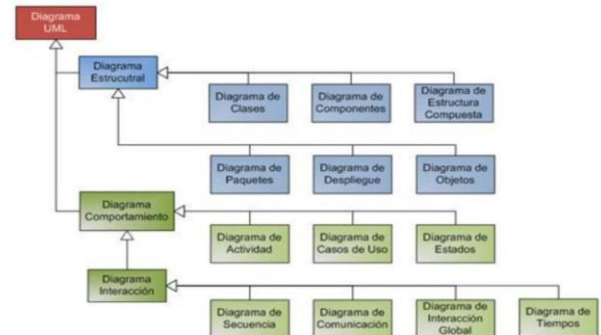 Diagrama
UML
Diagrama
Estrucutral
Diagrama de
Clases
Diagrama de
Componentes
Diagrama de
Estructura
Compuesta
Diagrama de
Paquetes
Diagrama de
Despliegue
Diagrama de
Objetos
Diagrama
Comportamiento
Diagrama de
Actividad
Diagrama de
Casos de Uso
Diagrama de
Estados
Diagrama
Interacción
Diagrama de
Secuencia
Diagrama de
Comunicación
Diagrama de
Interacción
Global
Diagrama de
Tiempos